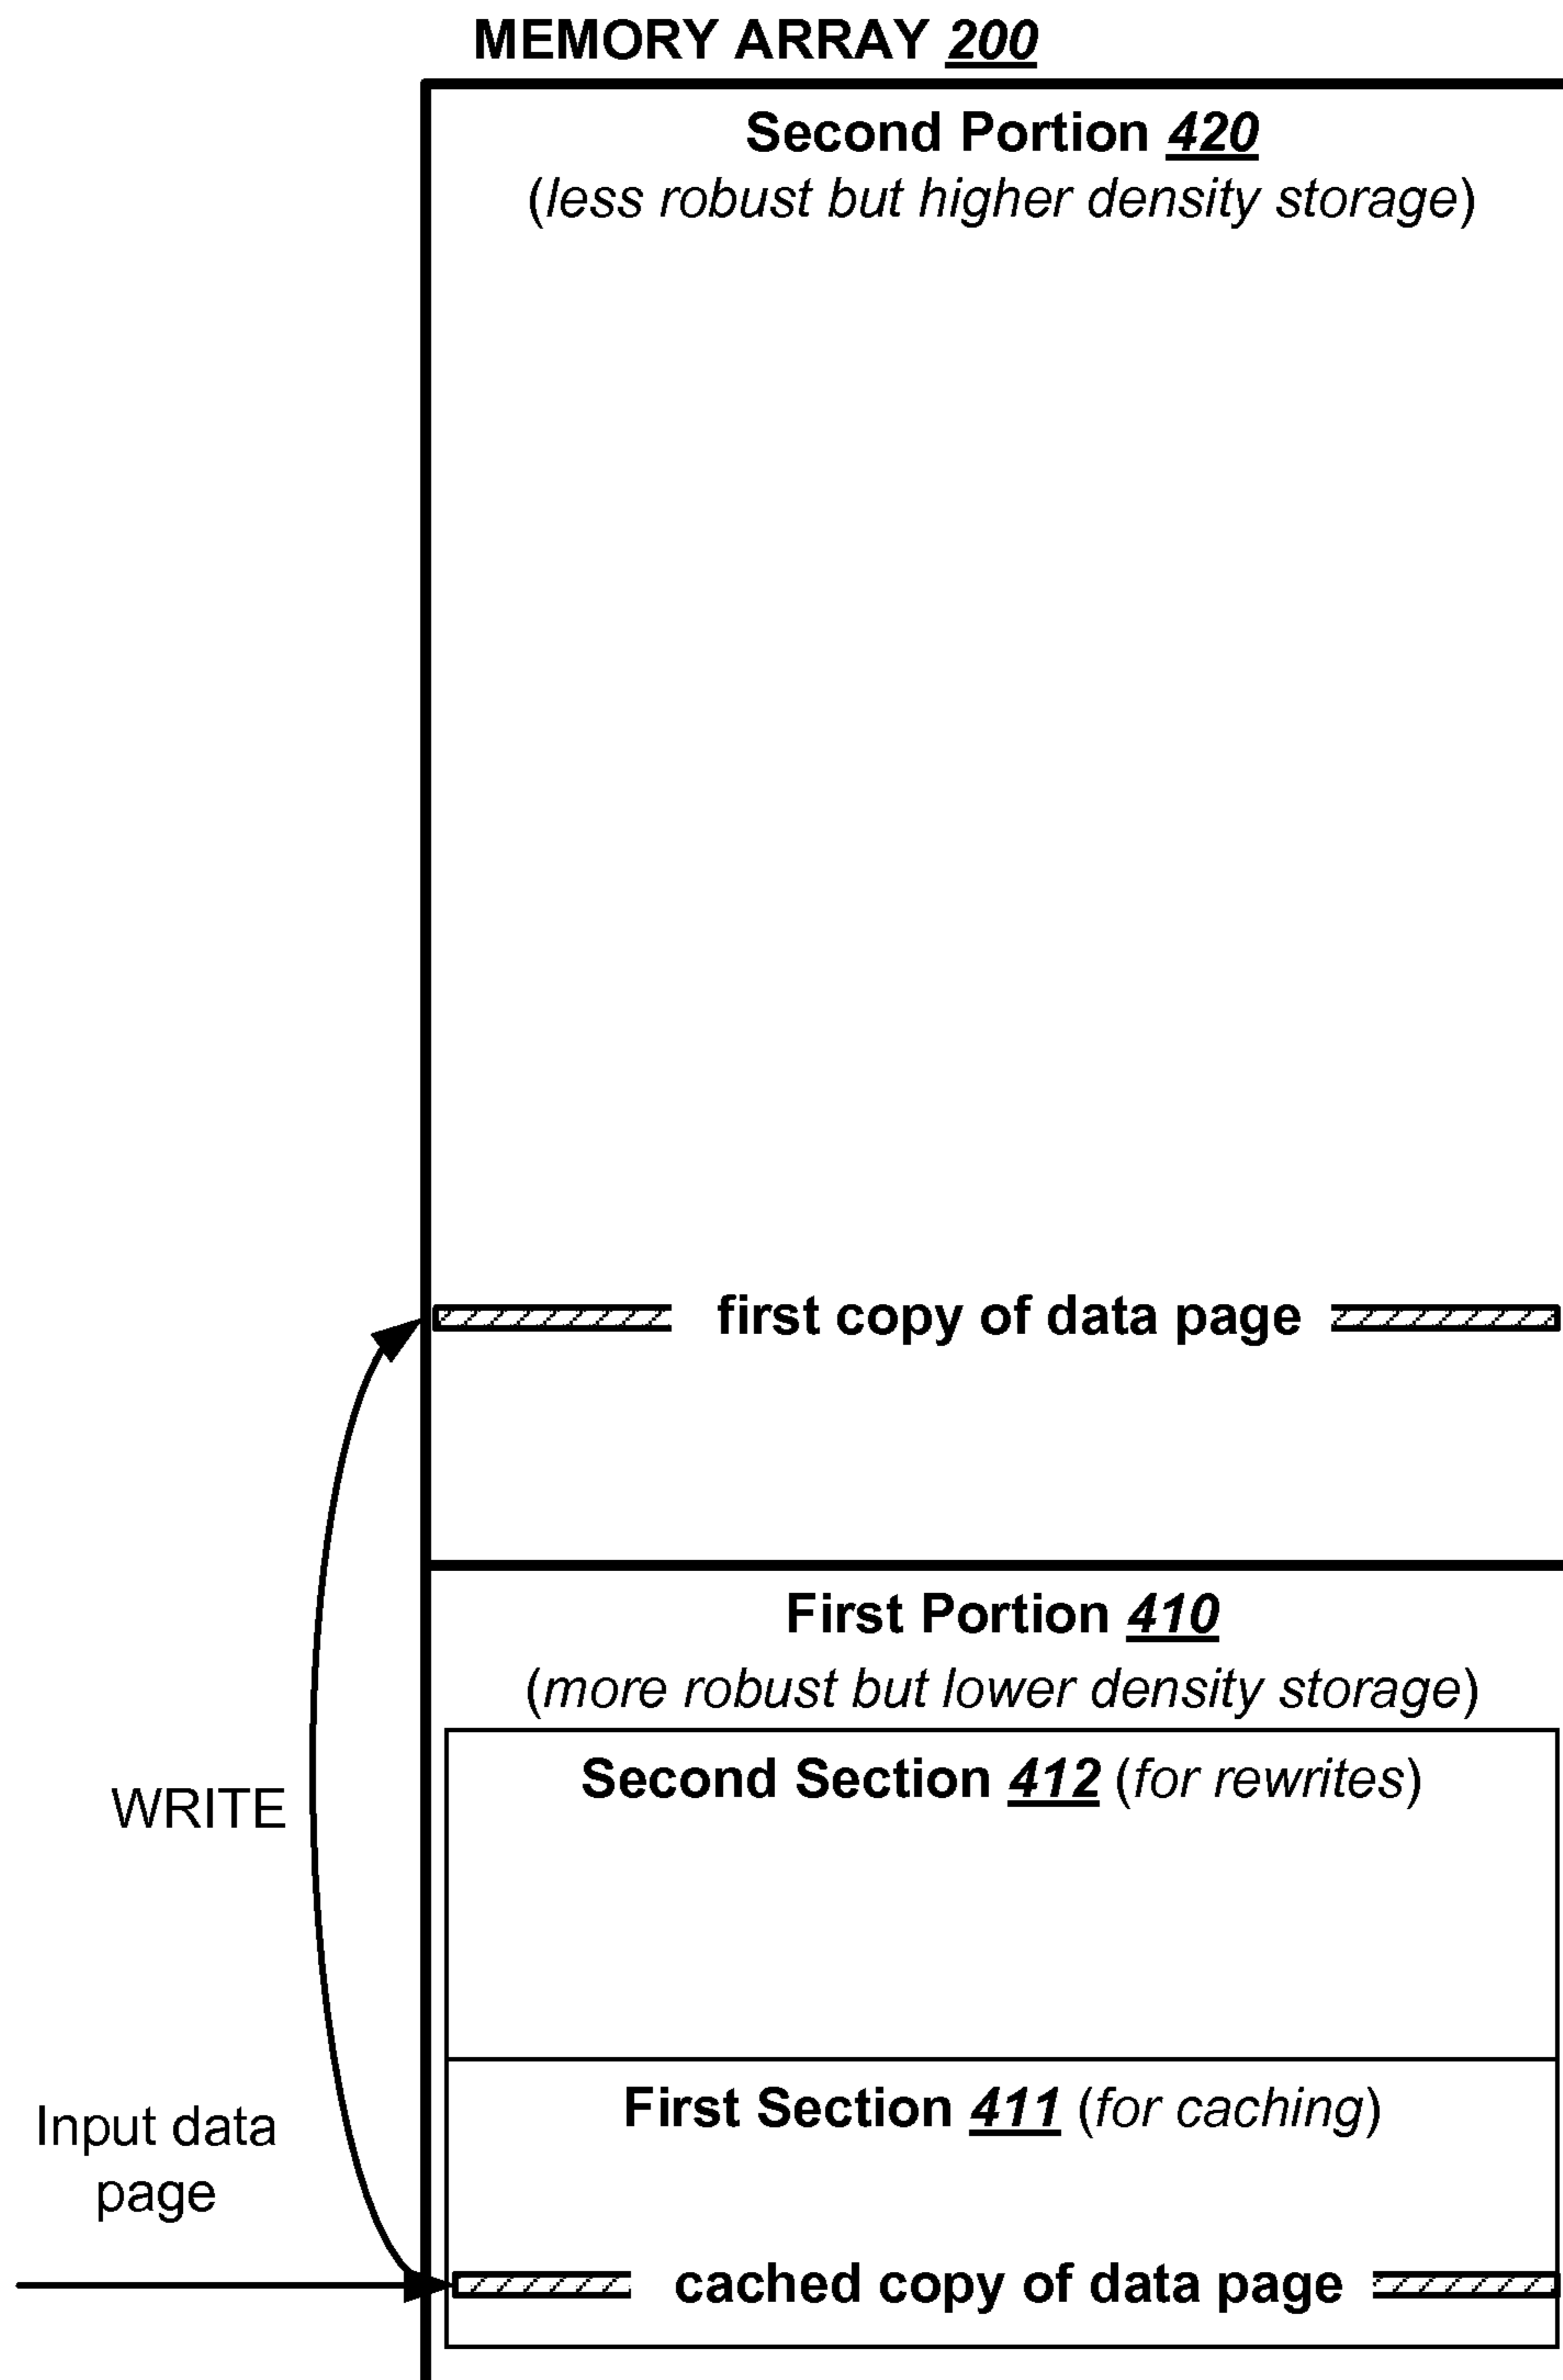 MEMORY ARRAY 200
Second Portion 420
(less robust but higher density storage)
first copy of data page
First Portion 410
(more robust but lower density storage)
Second Section 412 (for rewrites)
WRITE
First Section 411 (for caching)
Input data
page
cached copy of data page